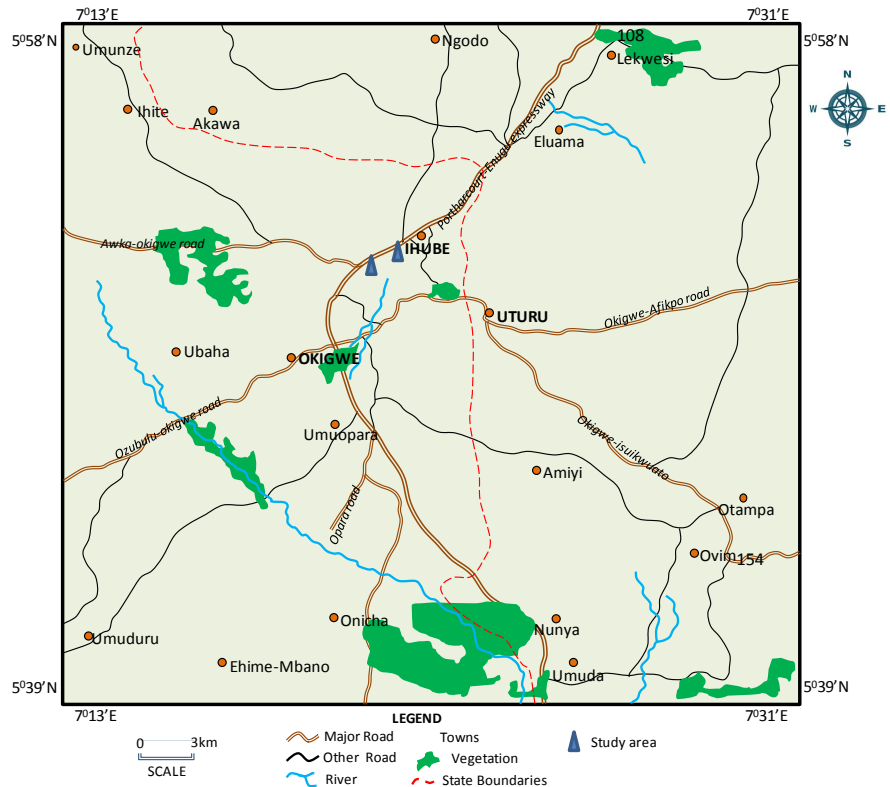 7⁰13’E
7⁰31’E
5⁰58’N
5⁰58’N
Umunze
Ngodo
108
Lekwesi
N
W
E
S
Ihite
Akawa
Eluama
Portharcourt-Enugu expressway
Awka-okigwe road
IHUBE
UTURU
Okigwe-Afikpo road
Ubaha
OKIGWE
Ozubulu-okigwe road
Umuopara
Okigwe-isuikwuato
Amiyi
Opara road
Otampa
Ovim
154
Onicha
Nunya
Umuduru
Ehime-Mbano
Umuda
5⁰39’N
5⁰39’N
7⁰13’E
7⁰31’E
LEGEND
0 3km
SCALE
Major Road
Other Road
River
Towns
Vegetation
State Boundaries
Study area